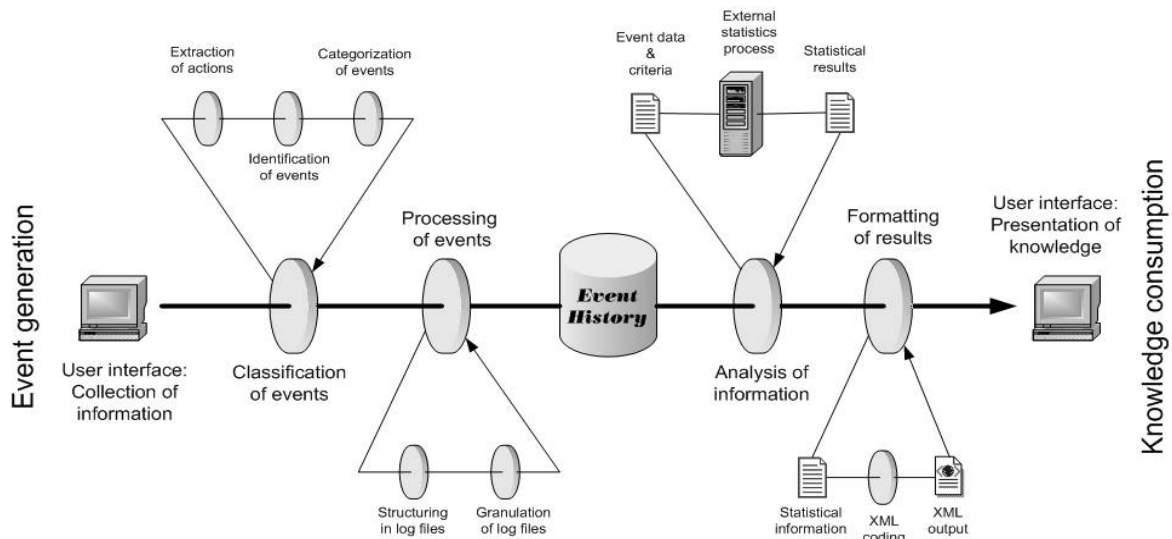 Event generation
Extraction
of actions
Categorization
of events
Identification
of events
User interface:
Collection of
information
Classification
of events
Processing
of events
Structuring
in log files
Granulation
of log files
Event
History
Event data
&
criteria
External
statistics
process
Statistical
results
Analysis of
information
Formatting
of results
Statistical
information
XML
coding
XML
output
User interface:
Presentation of
knowledge
Knowledge consumption